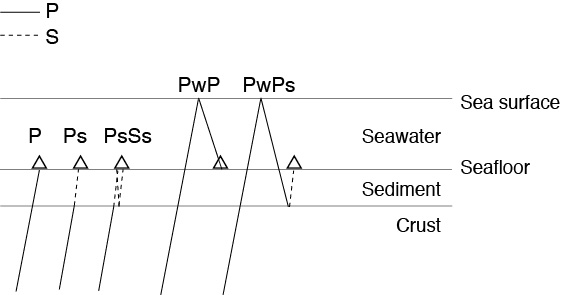 P
S
PwP PwPs
Sea surface
P Ps PsSs
Seawater
Seafloor
Sediment
Crust